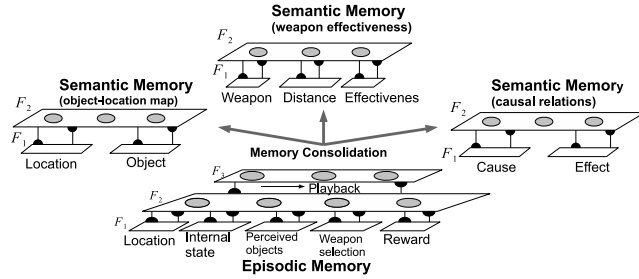 Semantic Memory
(weapon effectiveness)
F2
F1
Weapon Distance Effectivenes
Semantic Memory
(object-location map)
F2
F1
Location Object
Semantic Memory
(causal relations)
F2
F1
Cause Effect
Memory Consolidation
F3
Playback
F2
F1
Location Internal state Perceived objects Weapon selection Reward
Episodic Memory